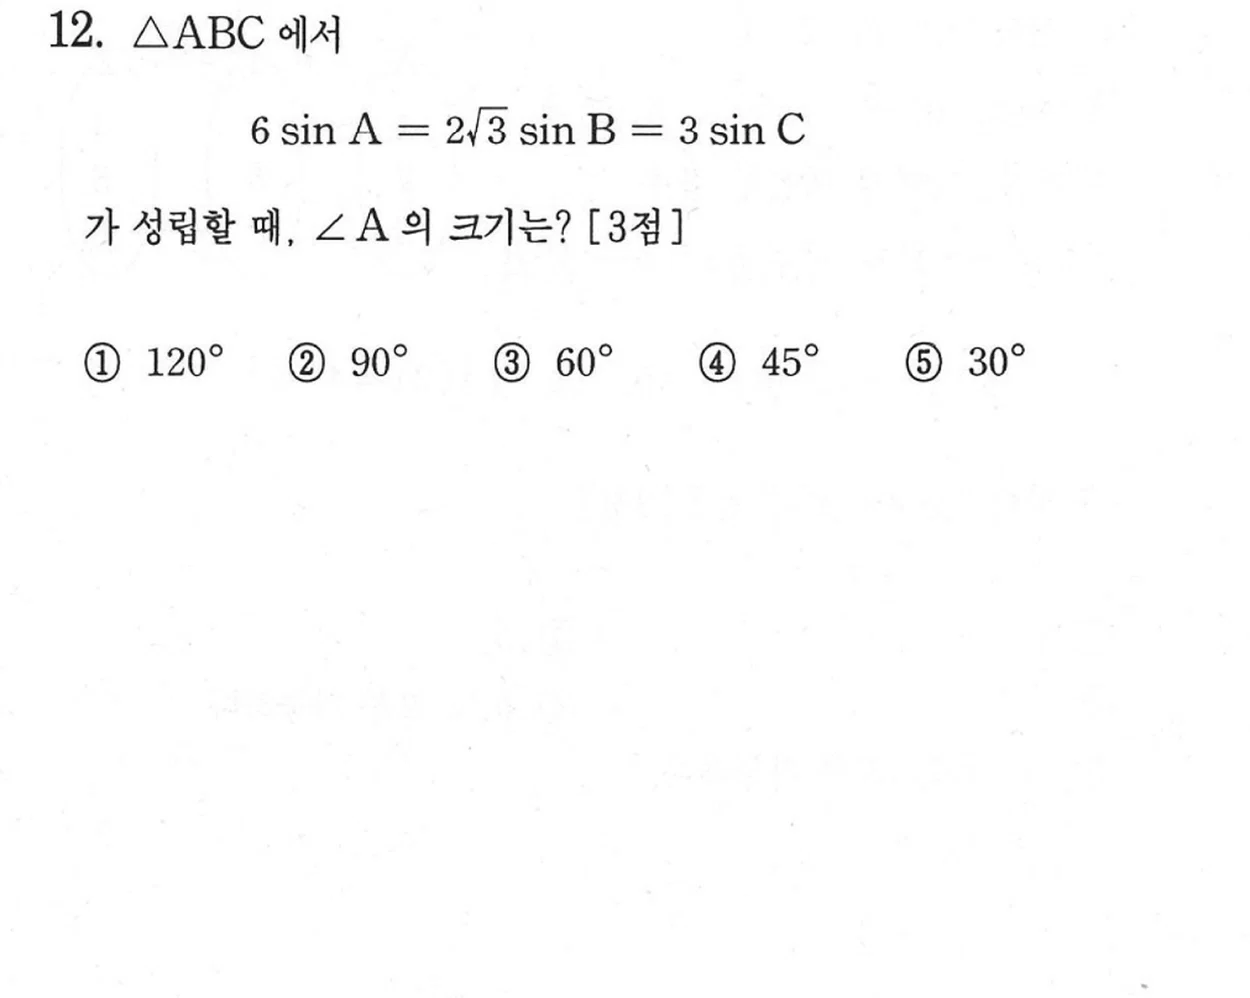 12. △ABC 에서
6 sin A = 2√3 sin B = 3 sin C
가 성립할 때, ∠A 의 크기는? [3점]
① 120° ② 90° ③ 60° ④ 45° ⑤ 30°